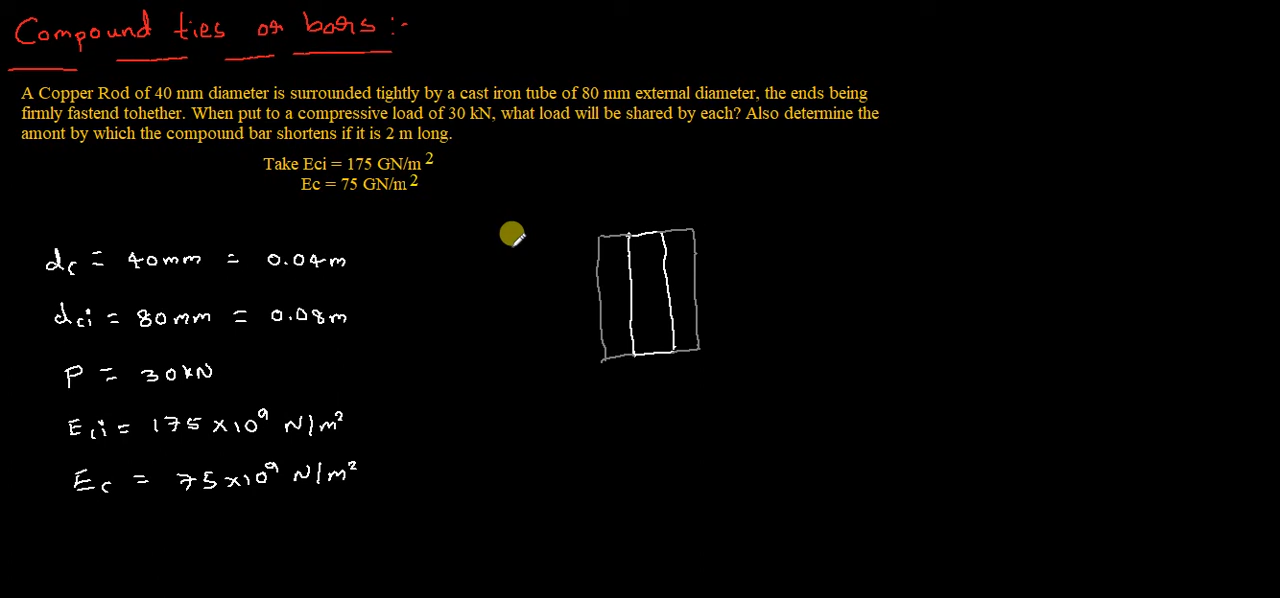 Compound ties or bars :-
A Copper Rod of 40 mm diameter is surrounded tightly by a cast iron tube of 80 mm external diameter, the ends being
firmly fastend tohether. When put to a compressive load of 30 kN, what load will be shared by each? Also determine the
amont by which the compound bar shortens if it is 2 m long.
Take Eci = 175 GN/m²
Ec = 75 GN/m²
dc = 40mm = 0.04m
dci = 80mm = 0.08m
P = 30kN
Eci = 175×10⁹ N/m²
Ec = 75×10⁹ N/m²